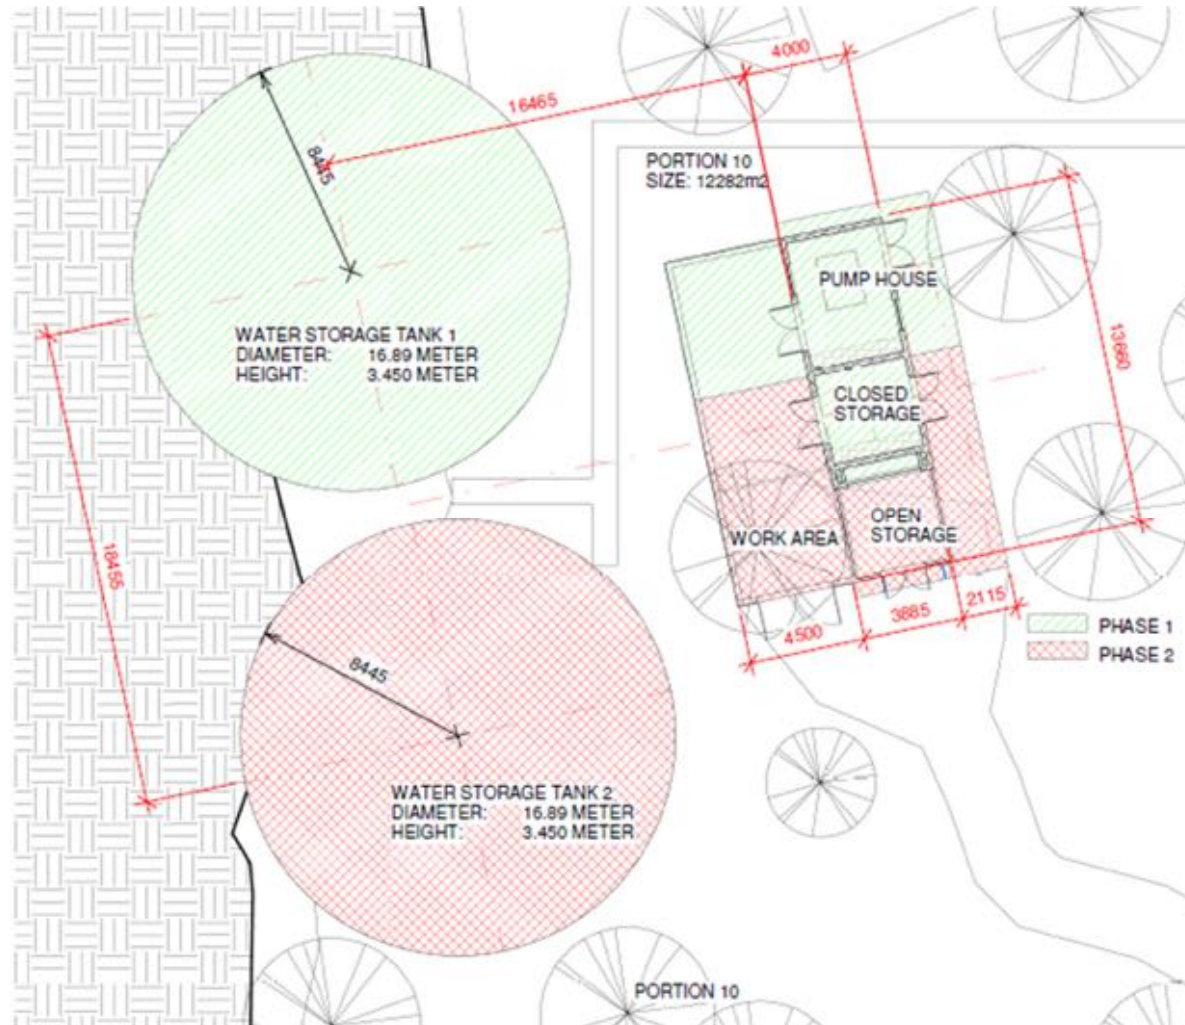 4000
16465
8445
PORTION 10
SIZE: 12282m2
PUMP HOUSE
WATER STORAGE TANK 1
DIAMETER: 16.89 METER
HEIGHT: 3.450 METER
13660
CLOSED
STORAGE
18455
WORK AREA
OPEN
STORAGE
4500
3885
2115
PHASE 1
PHASE 2
8445
WATER STORAGE TANK 2
DIAMETER: 16.89 METER
HEIGHT: 3.450 METER
PORTION 10